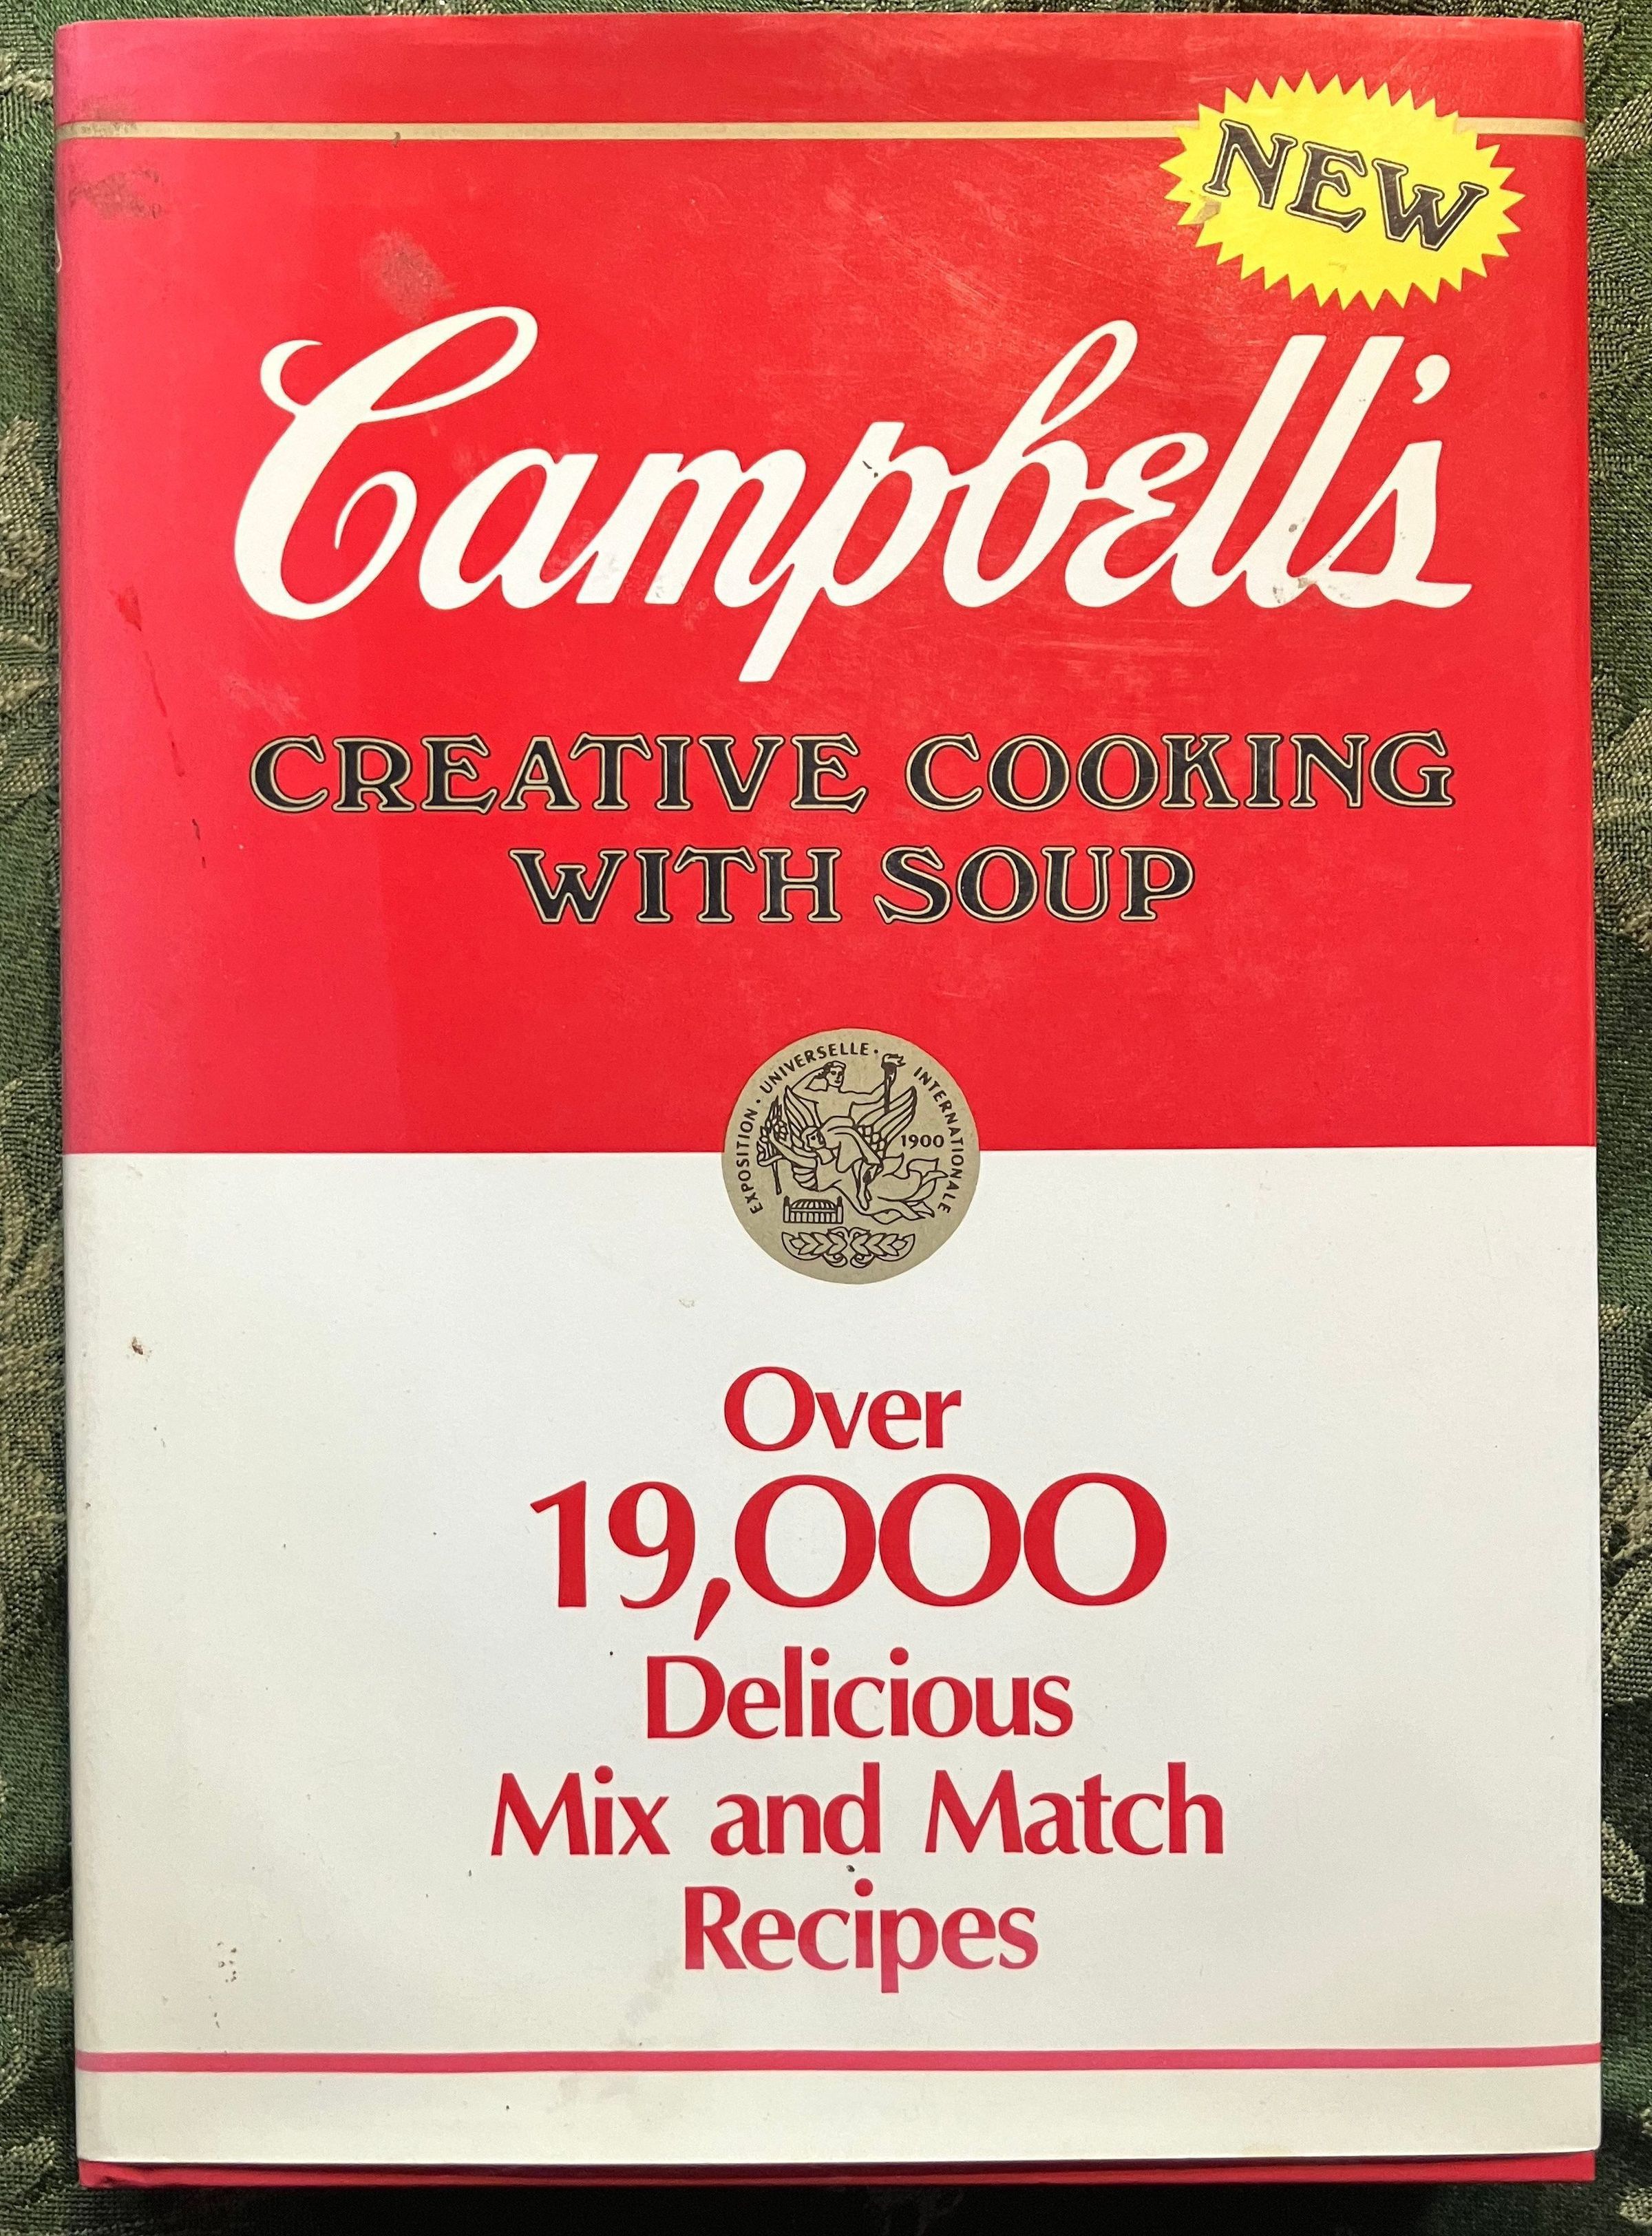 NEW
Campbell's
CREATIVE COOKING
WITH SOUP
EXPOSITION · UNIVERSELLE · INTERNATIONALE
1900
Over
19,000
Delicious
Mix and Match
Recipes